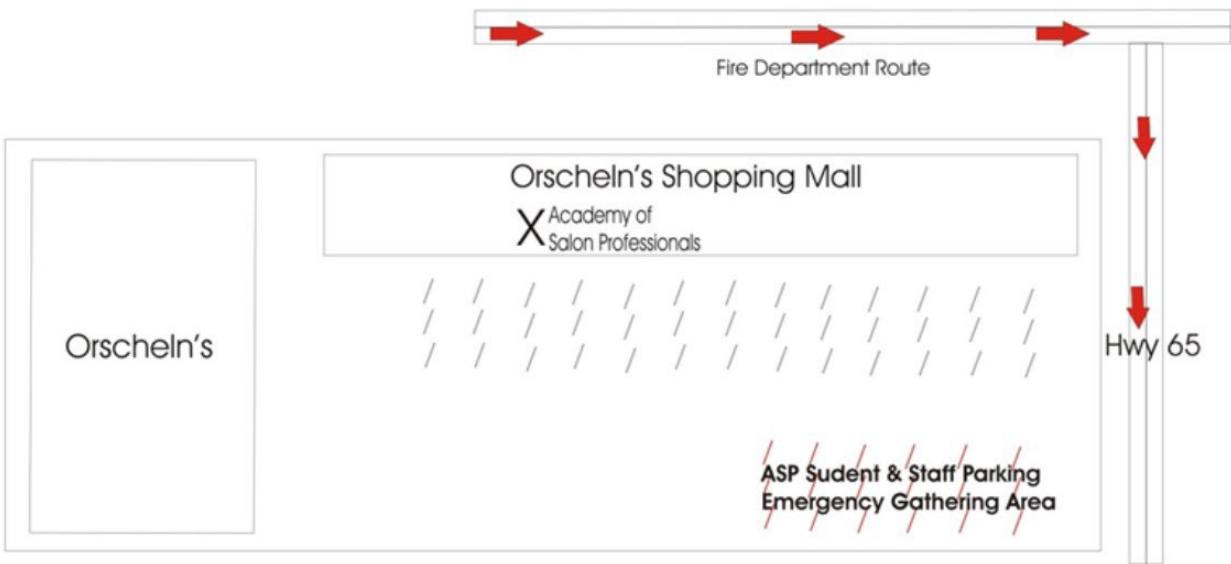 Fire Department Route
Orscheln's Shopping Mall
X Academy of
Salon Professionals
Orscheln's
Hwy 65
ASP Sudent & Staff Parking
Emergency Gathering Area